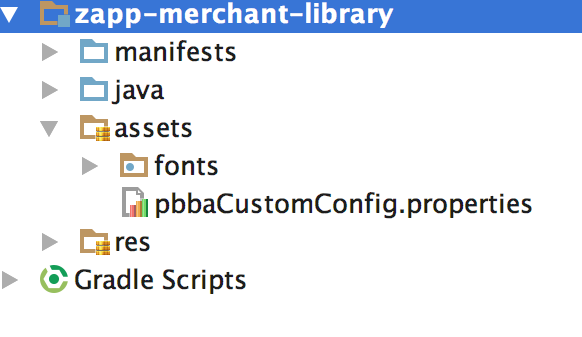 zapp-merchant-library
manifests
java
assets
fonts
pbbaCustomConfig.properties
res
Gradle Scripts